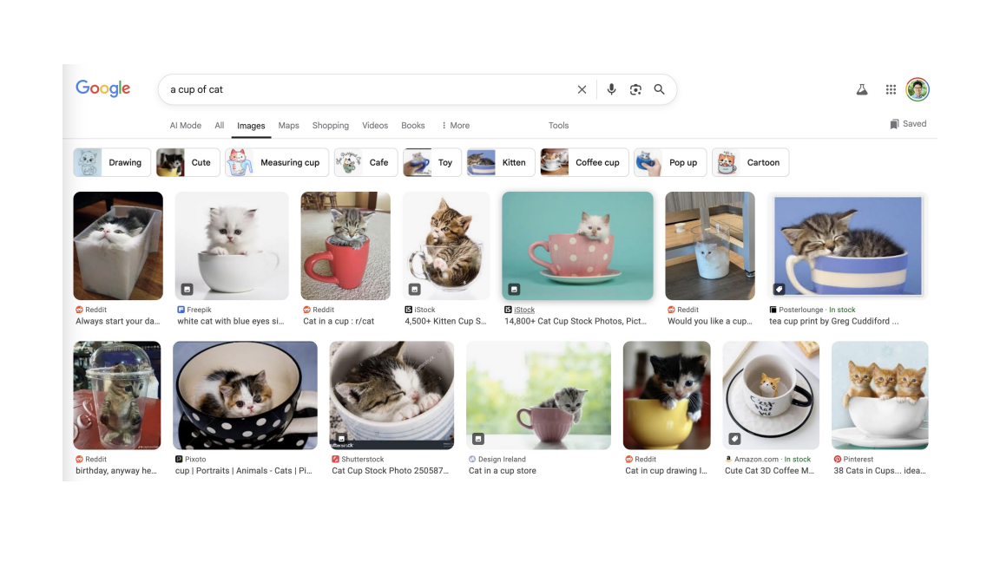 Google
a cup of cat
AI Mode All Images Maps Shopping Videos Books More Tools
Saved
Drawing Cute Measuring cup Cafe Toy Kitten Coffee cup Pop up Cartoon
Reddit Freepik Reddit iStock iStock Reddit Posterlounge · In stock
Always start your da... white cat with blue eyes si... Cat in a cup : r/cat 4,500+ Kitten Cup S... 14,800+ Cat Cup Stock Photos, Pict... Would you like a cup... tea cup print by Greg Cuddiford ...
C'est la vie
Reddit Pixoto Shutterstock Design Ireland Reddit Amazon.com · In stock Pinterest
birthday, anyway he... cup | Portraits | Animals - Cats | Pi... Cat Cup Stock Photo 250587... Cat in a cup store Cat in cup drawing I... Cute Cat 3D Coffee M... 38 Cats in Cups... idea...